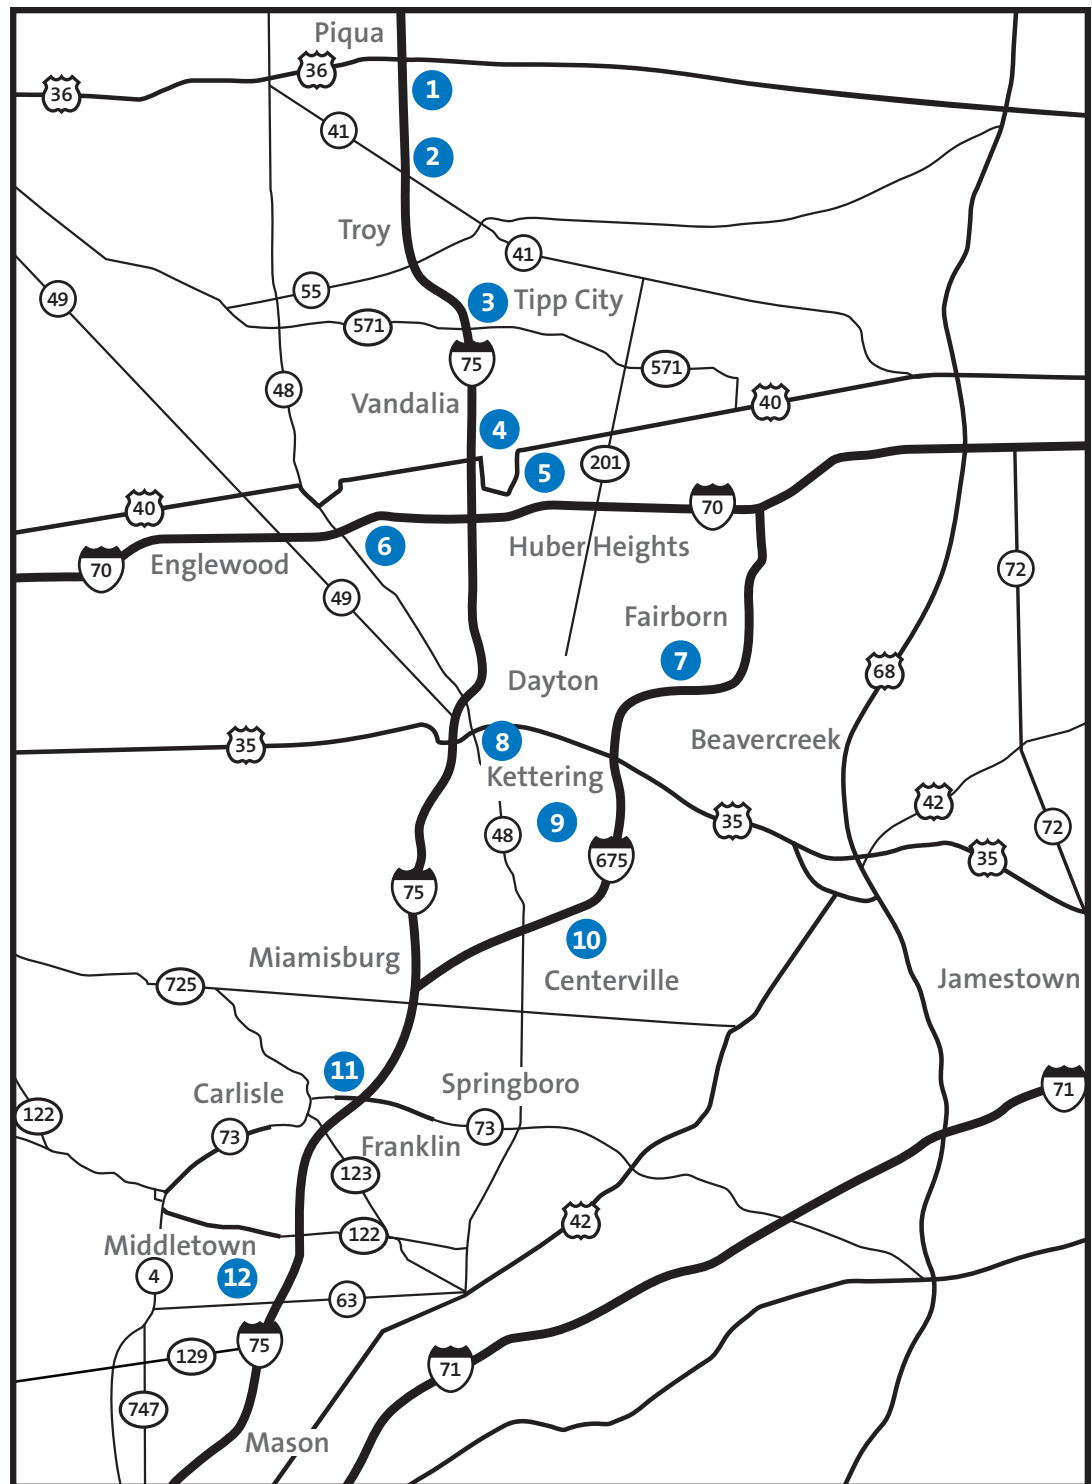 Piqua
36
36
1
41
2
Troy
41
49
55
3 Tipp City
571
75
571
48
Vandalia
40
4
5
201
40
70
6
Huber Heights
70
Englewood
72
49
Fairborn
7
68
Dayton
35
8
Beavercreek
Kettering
42
9
48
35
72
675
35
75
10
Miamisburg
Centerville
Jamestown
725
11
Springboro
71
Carlisle
122
73
73
Franklin
123
42
122
Middletown
4
12
63
75
129
71
747
Mason